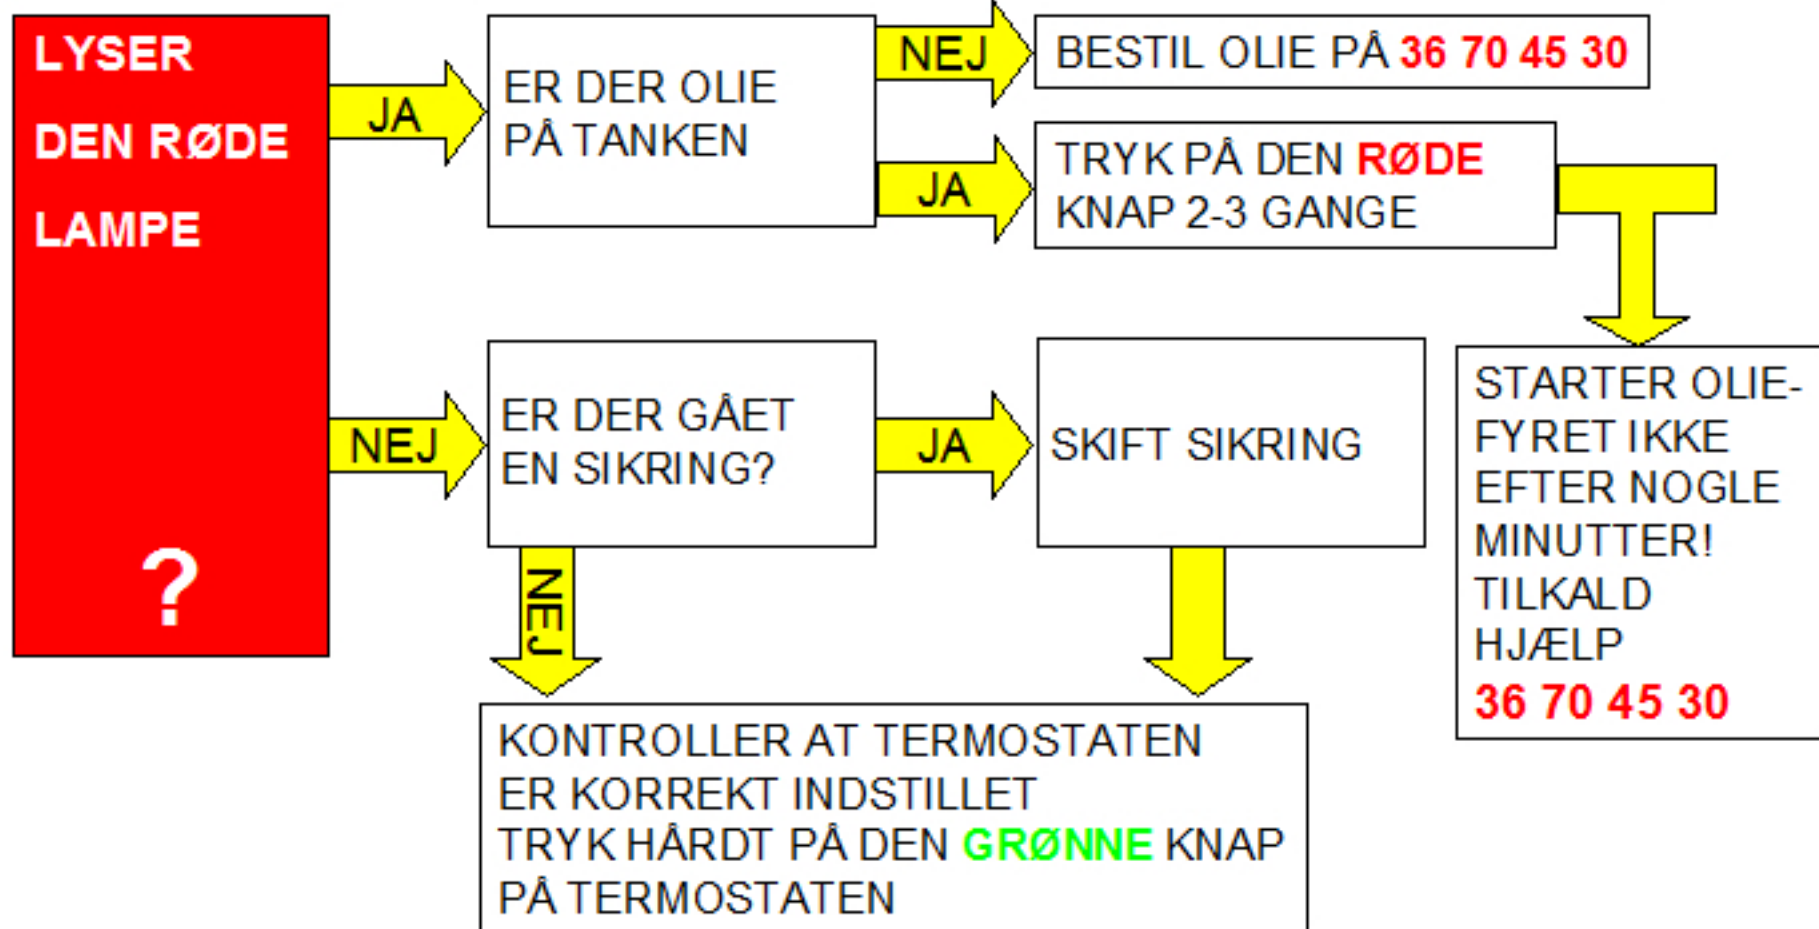 LYSER
DEN RØDE
LAMPE
?
JA
ER DER OLIE
PÅ TANKEN
NEJ
BESTIL OLIE PÅ 36 70 45 30
JA
TRYK PÅ DEN RØDE
KNAP 2-3 GANGE
STARTER OLIE-
FYRET IKKE
EFTER NOGLE
MINUTTER!
TILKALD
HJÆLP
36 70 45 30
NEJ
ER DER GÅET
EN SIKRING?
JA
SKIFT SIKRING
NEJ
KONTROLLER AT TERMOSTATEN
ER KORREKT INDSTILLET
TRYK HÅRDT PÅ DEN GRØNNE KNAP
PÅ TERMOSTATEN